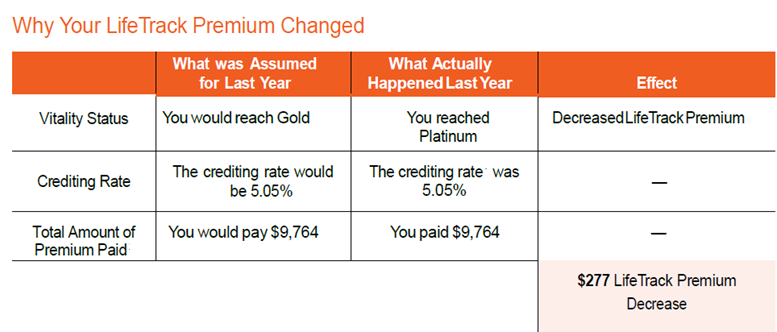 Why Your LifeTrack Premium Changed
What was Assumed
for Last Year
What Actually
Happened Last Year
Effect
Vitality Status
You would reach Gold
You reached
Platinum
Decreased LifeTrack Premium
Crediting Rate
The crediting rate would
be 5.05%
The crediting rate was
5.05%
—
Total Amount of
Premium Paid
You would pay $9,764
You paid $9,764
—
$277 LifeTrack Premium
Decrease